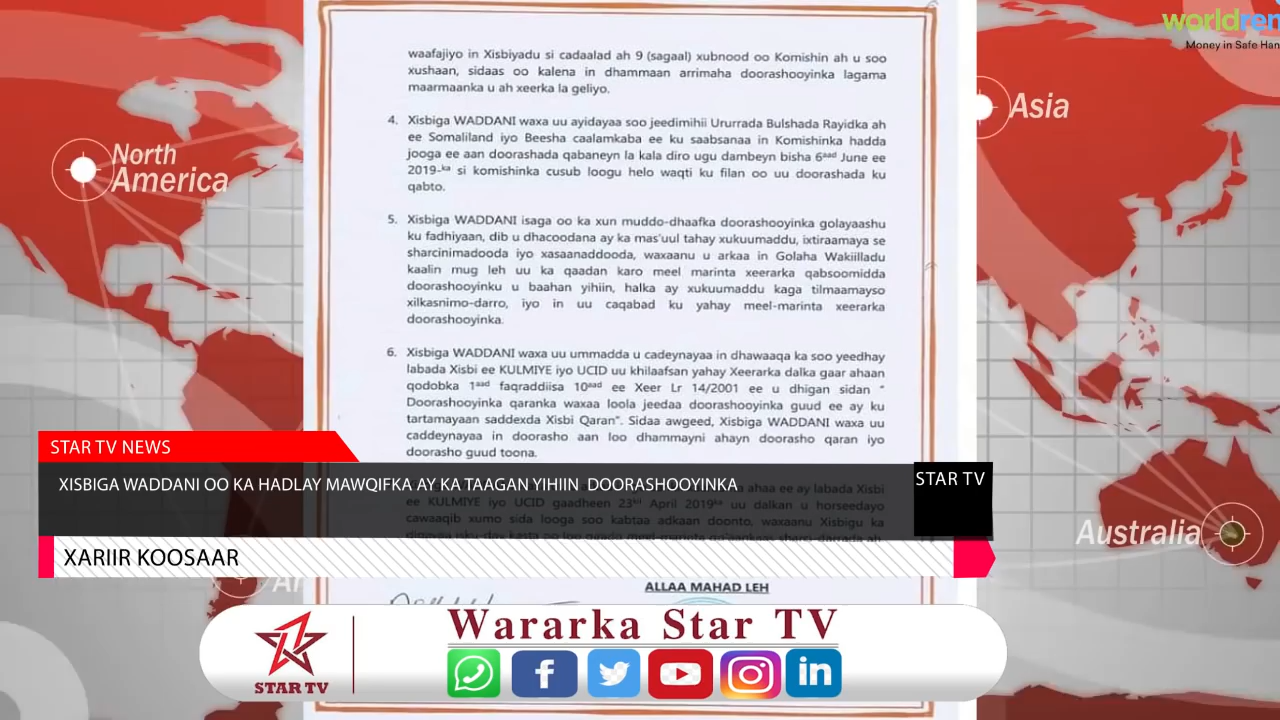 worldrem
Money in Safe Han
waafajiyo in Xisbiyadu si cadaalad ah 9 (sagaal) xubnood oo Komishin ah u soo
xushaan, sidaas oo kalena in dhammaan arrimaha doorashooyinka lagama
maarmaanka u ah xeerka la geliyo.
4. Xisbiga WADDANI waxa uu ayidayaa soo jeedimihii Ururrada Bulshada Rayidka ah
ee Somaliland iyo Beesha caalamkaba ee ku saabsanaa in Komishinka hadda
jooga ee aan doorashada qabaneyn la kala diro ugu dambeyn bisha 6aad June ee
2019-ka si komishinka cusub loogu helo waqti ku filan oo uu doorashada ku
qabto.
5. Xisbiga WADDANI isaga oo ka xun muddo-dhaafka doorashooyinka golayaashu
ku fadhiyaan, dib u dhacoodana ay ka mas'uul tahay xukuumaddu, ixtiraamaya se
sharcinimadooda iyo xasaanaddooda, waxaanu u arkaa in Golaha Wakiilladu
kaalin mug leh uu ka qaadan karo meel marinta xeerarka qabsoomidda
doorashooyinku u baahan yihiin, halka ay xukuumaddu kaga tilmaamayso
xilkasnimo-darro, iyo in uu caqabad ku yahay meel-marinta xeerarka
doorashooyinka.
6. Xisbiga WADDANI waxa uu ummadda u cadeynayaa in dhawaaqa ka soo yeedhay
labada Xisbi ee KULMIYE iyo UCID uu khilaafsan yahay Xeerarka dalka gaar ahaan
qodobka 1aad faqraddiisa 10aad ee Xeer Lr 14/2001 ee u dhigan sidan "
Doorashooyinka qaranka waxaa loola jeedaa doorashooyinka guud ee ay ku
tartamayaan saddexda Xisbi Qaran". Sidaa awgeed, Xisbiga WADDANI waxa uu
caddeynayaa in doorasho aan loo dhammayni ahayn doorasho qaran iyo
doorasho guud toona.
ahaa ee ay labada Xisbi
ee KULMIYE iyo UCID gaadheen 23kii April 2019ka uu dalkan u horseedayo
cawaaqib xumo sida looga soo kabtaa adkaan doonto, waxaanu Xisbigu ka
ALLAA MAHAD LEH
North
America
Asia
Australia
STAR TV NEWS
XISBIGA WADDANI OO KA HADLAY MAWQIFKA AY KA TAAGAN YIHIIN DOORASHOOYINKA
STAR TV
XARIIR KOOSAAR
Wararka Star TV
STAR TV